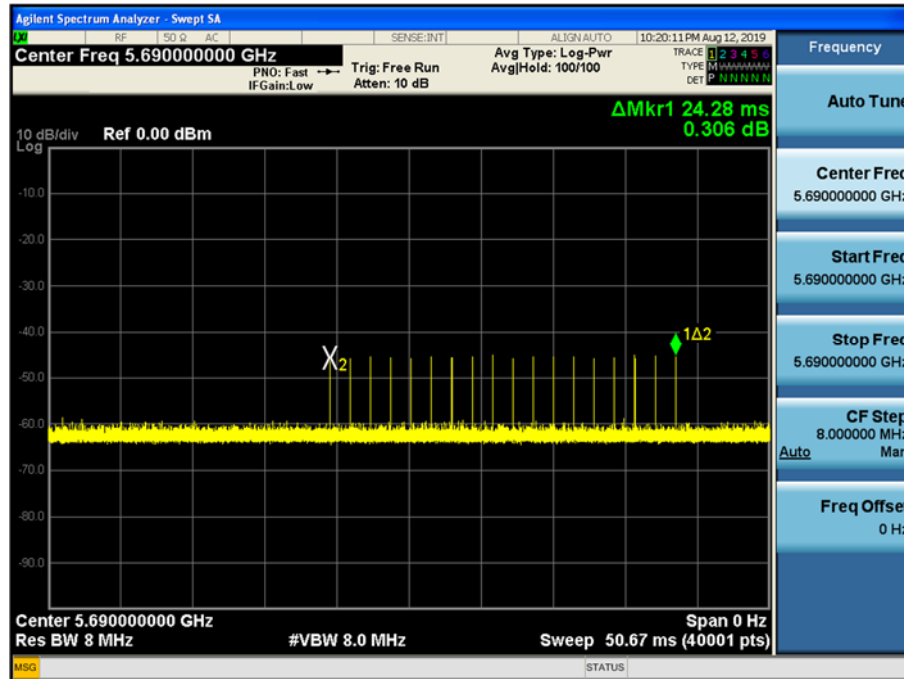 Agilent Spectrum Analyzer - Swept SA
LXI RF 50 Ω AC SENSE:INT ALIGN AUTO 10:20:11 PM Aug 12, 2019
Center Freq 5.690000000 GHz
PNO: Fast
IFGain:Low
Trig: Free Run
Atten: 10 dB
Avg Type: Log-Pwr
Avg|Hold: 100/100
TRACE 1 2 3 4 5 6
TYPE M
DET P N N N N N
ΔMkr1 24.28 ms
0.306 dB
10 dB/div Ref 0.00 dBm
Log
-10.0
-20.0
-30.0
-40.0
-50.0
-60.0
-70.0
-80.0
-90.0
X2
1Δ2
Center 5.690000000 GHz
Span 0 Hz
Res BW 8 MHz
#VBW 8.0 MHz
Sweep 50.67 ms (40001 pts)
MSG
STATUS
Frequency
Auto Tune
Center Freq
5.690000000 GHz
Start Freq
5.690000000 GHz
Stop Freq
5.690000000 GHz
CF Step
8.000000 MHz
Auto Man
Freq Offset
0 Hz